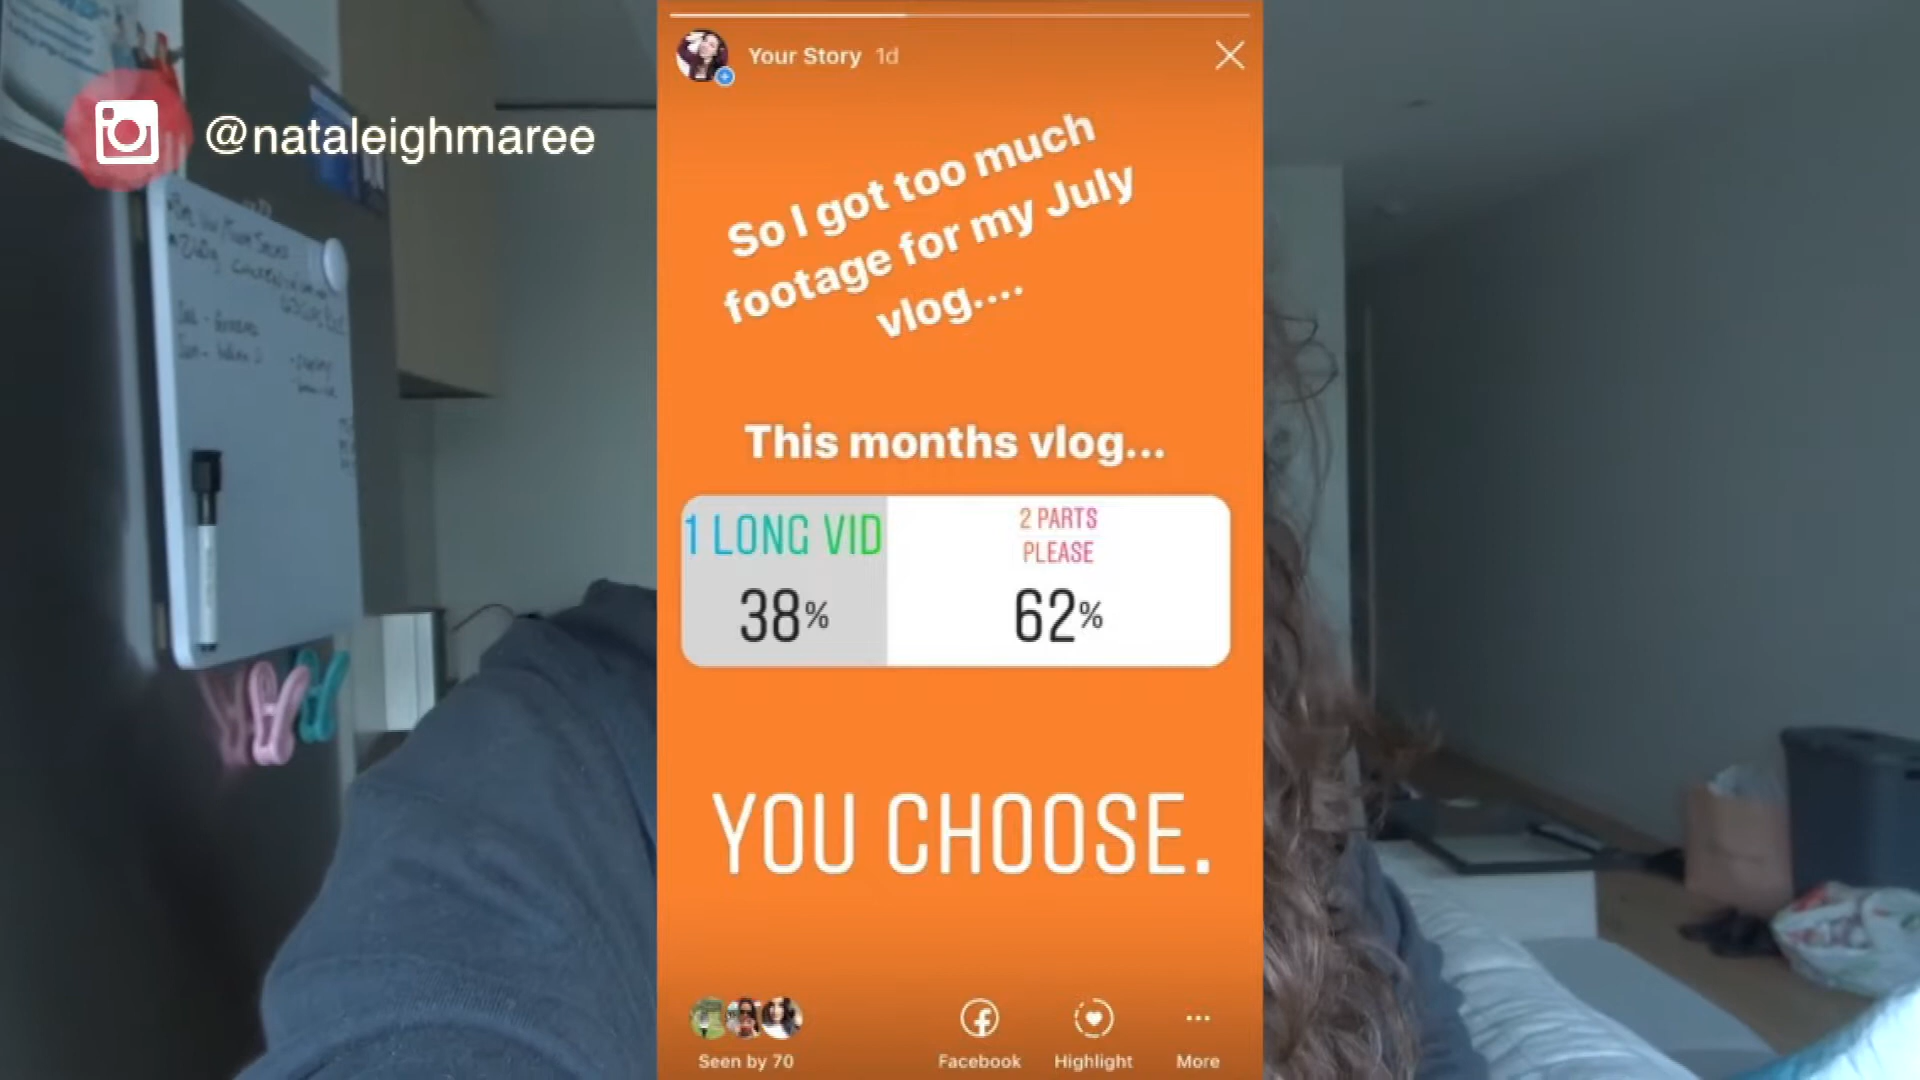 @nataleighmaree
Your Story 1d
So I got too much
footage for my July
vlog....
This months vlog...
1 LONG VID
38%
2 PARTS
PLEASE
62%
YOU CHOOSE.
Seen by 70
Facebook
Highlight
More